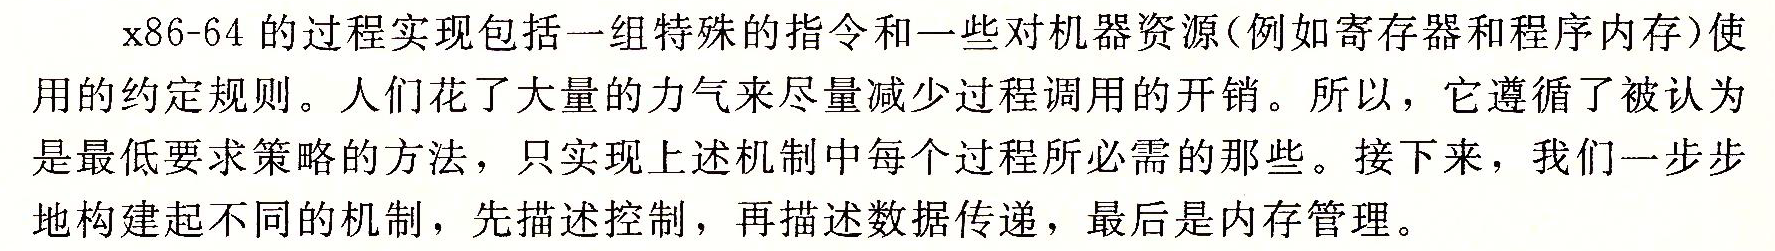 x86-64 的过程实现包括一组特殊的指令和一些对机器资源(例如寄存器和程序内存)使
用的约定规则。人们花了大量的力气来尽量减少过程调用的开销。所以，它遵循了被认为
是最低要求策略的方法，只实现上述机制中每个过程所必需的那些。接下来，我们一步步
地构建起不同的机制，先描述控制，再描述数据传递，最后是内存管理。